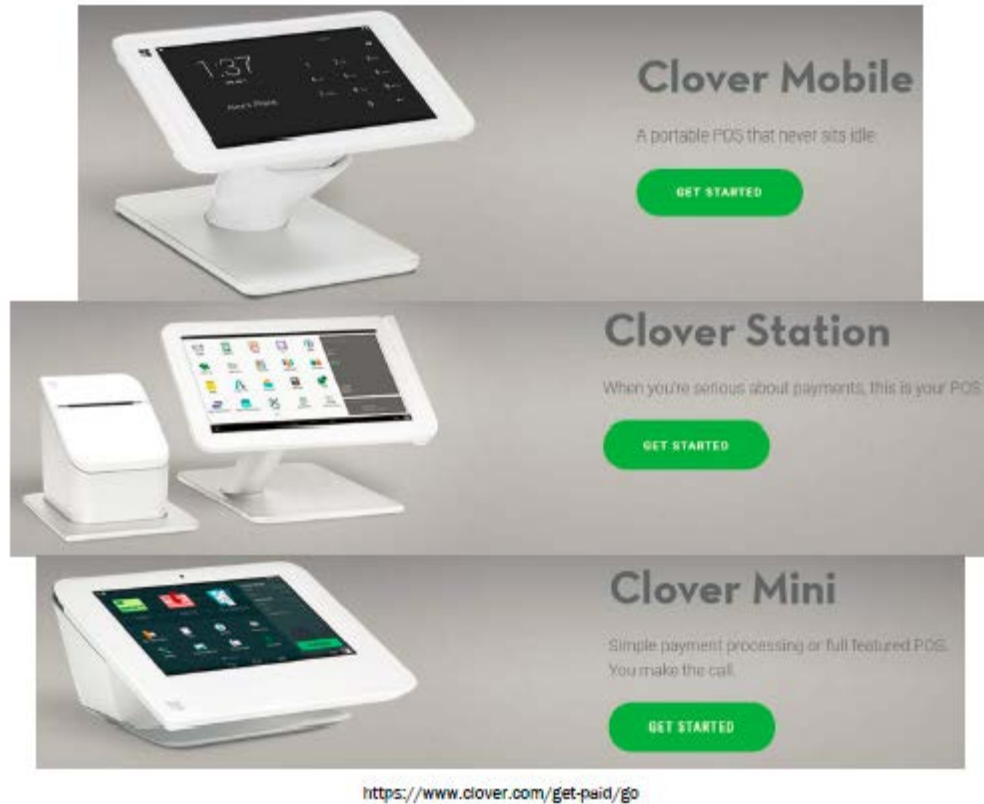 1:37
Clover Mobile
A portable POS that never sits idle.
GET STARTED
Clover Station
When you're serious about payments, this is your POS.
GET STARTED
Clover Mini
Simple payment processing or full featured POS.
You make the call.
GET STARTED
https://www.clover.com/get-paid/go